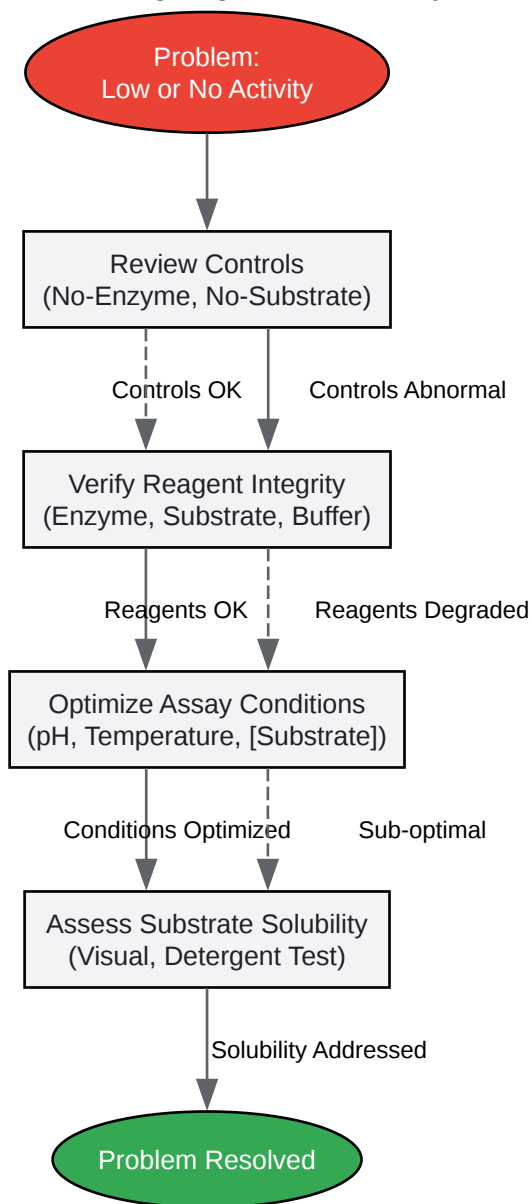 Problem:
Low or No Activity
Review Controls
(No-Enzyme, No-Substrate)
Controls OK
Controls Abnormal
Verify Reagent Integrity
(Enzyme, Substrate, Buffer)
Reagents OK
Reagents Degraded
Optimize Assay Conditions
(pH, Temperature, [Substrate])
Conditions Optimized
Sub-optimal
Assess Substrate Solubility
(Visual, Detergent Test)
Solubility Addressed
Problem Resolved